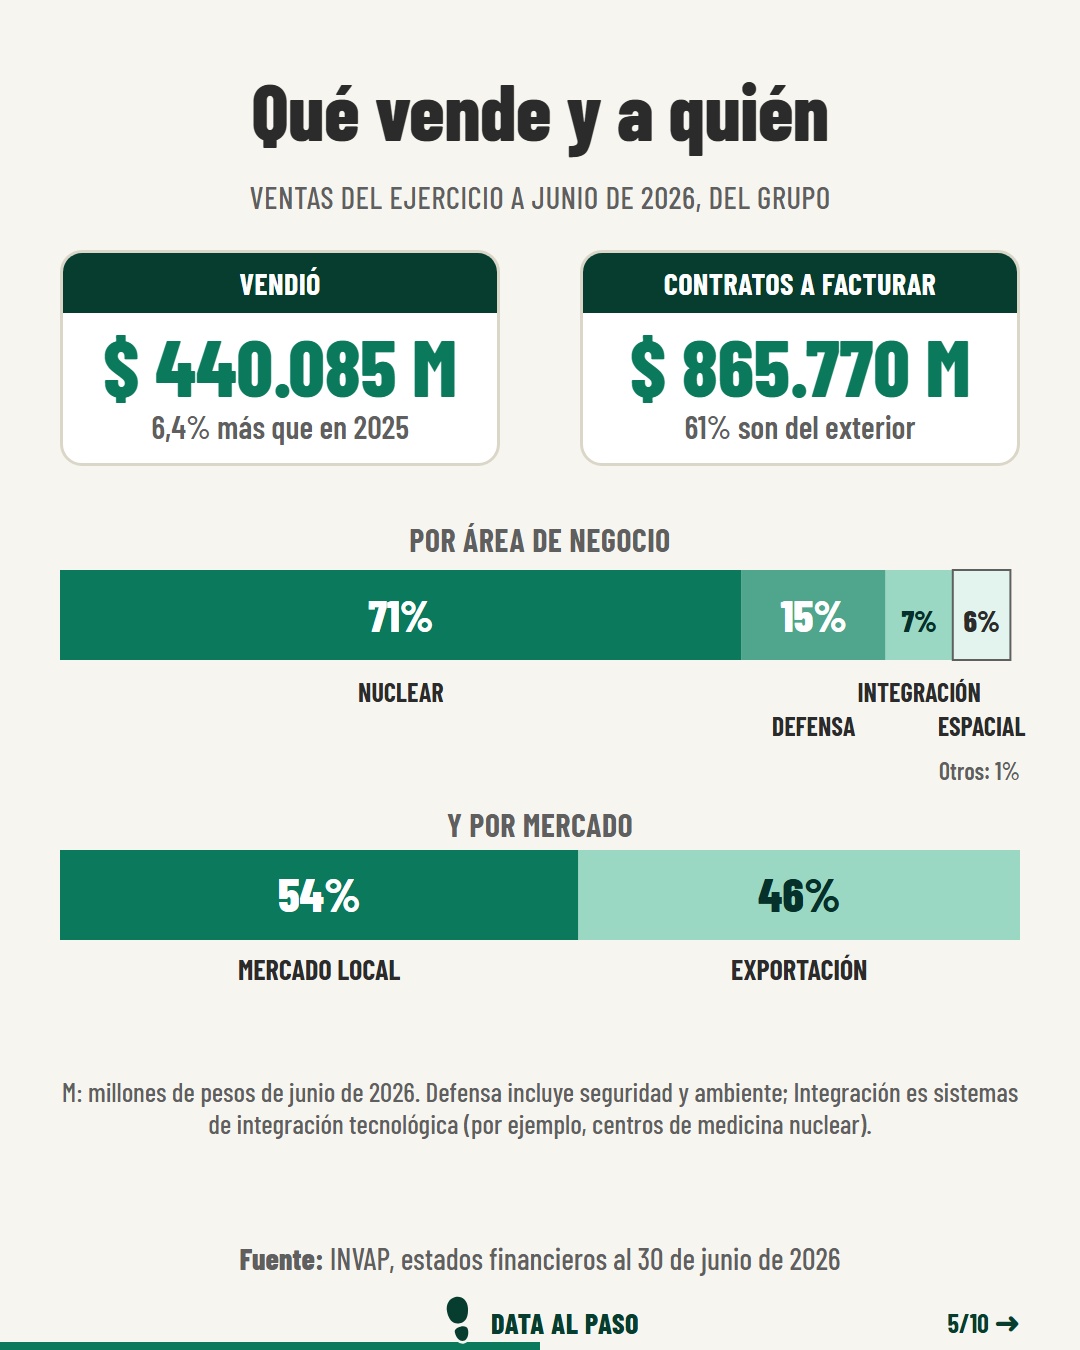 Qué vende y a quién
VENTAS DEL EJERCICIO A JUNIO DE 2026, DEL GRUPO
VENDIÓ
$ 440.085 M
6,4% más que en 2025
CONTRATOS A FACTURAR
$ 865.770 M
61% son del exterior
POR ÁREA DE NEGOCIO
71% 15% 7% 6%
NUCLEAR INTEGRACIÓN
DEFENSA ESPACIAL
Otros: 1%
Y POR MERCADO
54% 46%
MERCADO LOCAL EXPORTACIÓN
M: millones de pesos de junio de 2026. Defensa incluye seguridad y ambiente; Integración es sistemas
de integración tecnológica (por ejemplo, centros de medicina nuclear).
Fuente: INVAP, estados financieros al 30 de junio de 2026
DATA AL PASO
5/10 →